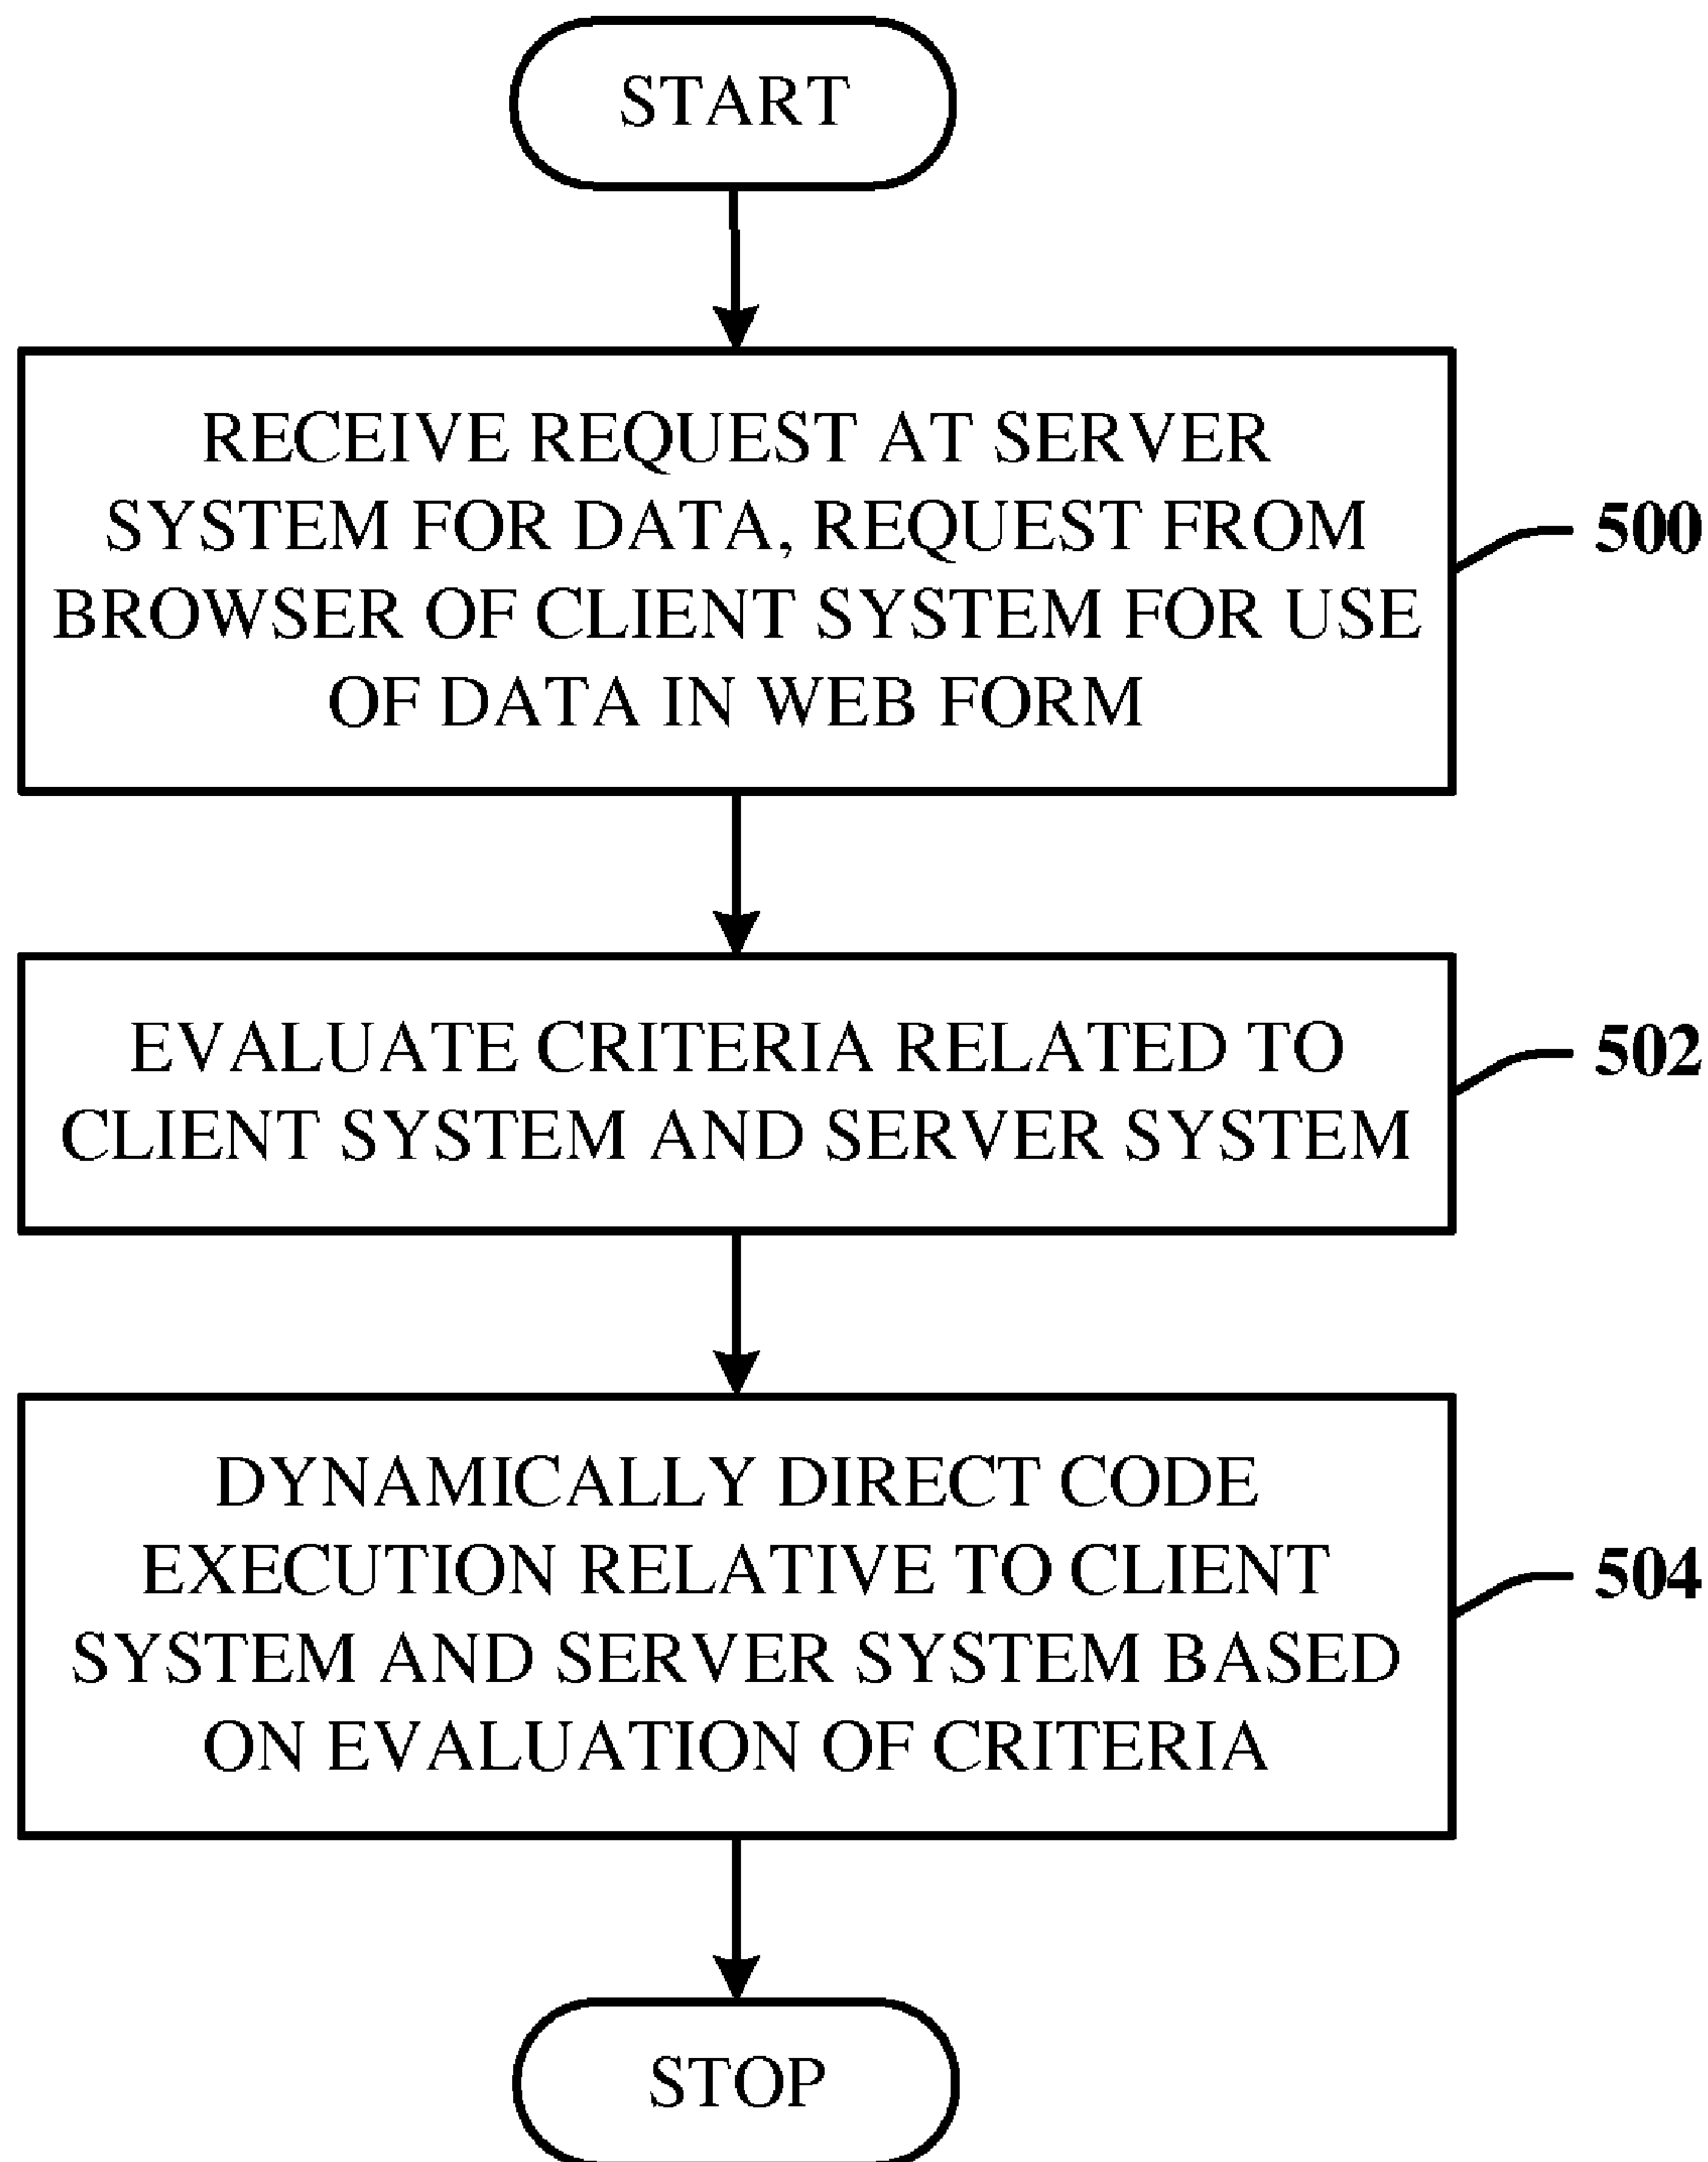 START
RECEIVE REQUEST AT SERVER
SYSTEM FOR DATA, REQUEST FROM
BROWSER OF CLIENT SYSTEM FOR USE
OF DATA IN WEB FORM
500
EVALUATE CRITERIA RELATED TO
CLIENT SYSTEM AND SERVER SYSTEM
502
DYNAMICALLY DIRECT CODE
EXECUTION RELATIVE TO CLIENT
SYSTEM AND SERVER SYSTEM BASED
ON EVALUATION OF CRITERIA
504
STOP